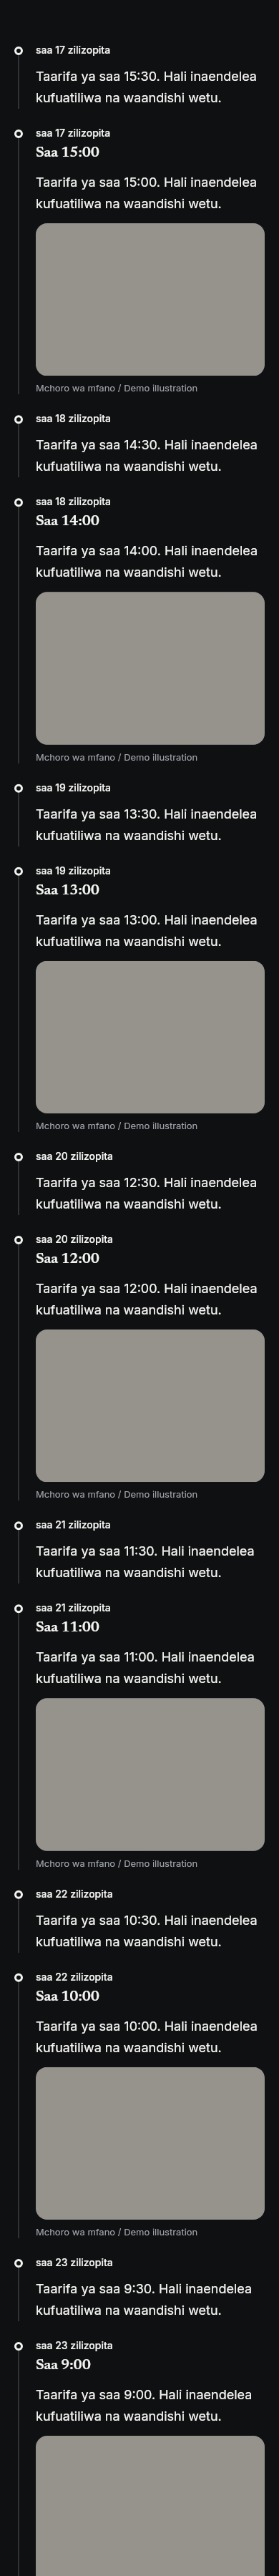 saa 17 zilizopita
Taarifa ya saa 15:30. Hali inaendelea
kufuatiliwa na waandishi wetu.
saa 17 zilizopita
Saa 15:00
Taarifa ya saa 15:00. Hali inaendelea
kufuatiliwa na waandishi wetu.
Mchoro wa mfano / Demo illustration
saa 18 zilizopita
Taarifa ya saa 14:30. Hali inaendelea
kufuatiliwa na waandishi wetu.
saa 18 zilizopita
Saa 14:00
Taarifa ya saa 14:00. Hali inaendelea
kufuatiliwa na waandishi wetu.
Mchoro wa mfano / Demo illustration
saa 19 zilizopita
Taarifa ya saa 13:30. Hali inaendelea
kufuatiliwa na waandishi wetu.
saa 19 zilizopita
Saa 13:00
Taarifa ya saa 13:00. Hali inaendelea
kufuatiliwa na waandishi wetu.
Mchoro wa mfano / Demo illustration
saa 20 zilizopita
Taarifa ya saa 12:30. Hali inaendelea
kufuatiliwa na waandishi wetu.
saa 20 zilizopita
Saa 12:00
Taarifa ya saa 12:00. Hali inaendelea
kufuatiliwa na waandishi wetu.
Mchoro wa mfano / Demo illustration
saa 21 zilizopita
Taarifa ya saa 11:30. Hali inaendelea
kufuatiliwa na waandishi wetu.
saa 21 zilizopita
Saa 11:00
Taarifa ya saa 11:00. Hali inaendelea
kufuatiliwa na waandishi wetu.
Mchoro wa mfano / Demo illustration
saa 22 zilizopita
Taarifa ya saa 10:30. Hali inaendelea
kufuatiliwa na waandishi wetu.
saa 22 zilizopita
Saa 10:00
Taarifa ya saa 10:00. Hali inaendelea
kufuatiliwa na waandishi wetu.
Mchoro wa mfano / Demo illustration
saa 23 zilizopita
Taarifa ya saa 9:30. Hali inaendelea
kufuatiliwa na waandishi wetu.
saa 23 zilizopita
Saa 9:00
Taarifa ya saa 9:00. Hali inaendelea
kufuatiliwa na waandishi wetu.